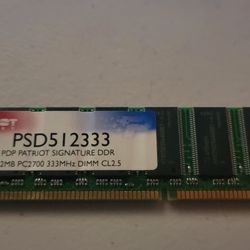 PSD512333
PDP PATRIOT SIGNATURE DDR
2MB PC2700 333MHz DIMM CL2.5